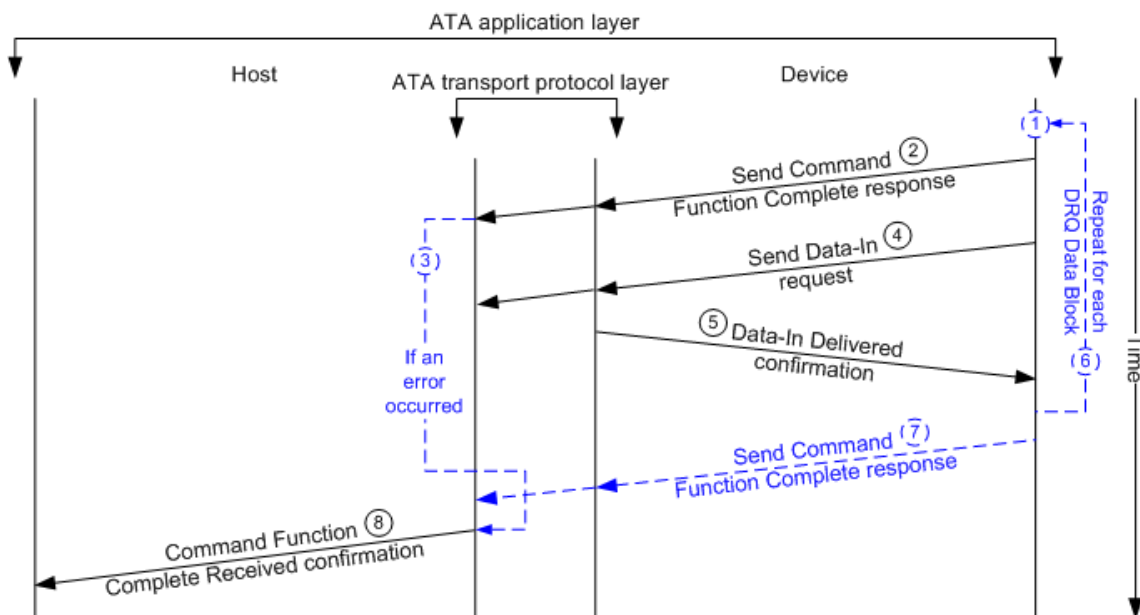 ATA application layer
Host
Device
ATA transport protocol layer
1
Send Command 2
Function Complete response
3
Send Data-In 4
request
Repeat for each
DRQ Data Block
5 Data-In Delivered
confirmation
6
Time
If an
error
occurred
Send Command 7
Function Complete response
Command Function 8
Complete Received confirmation